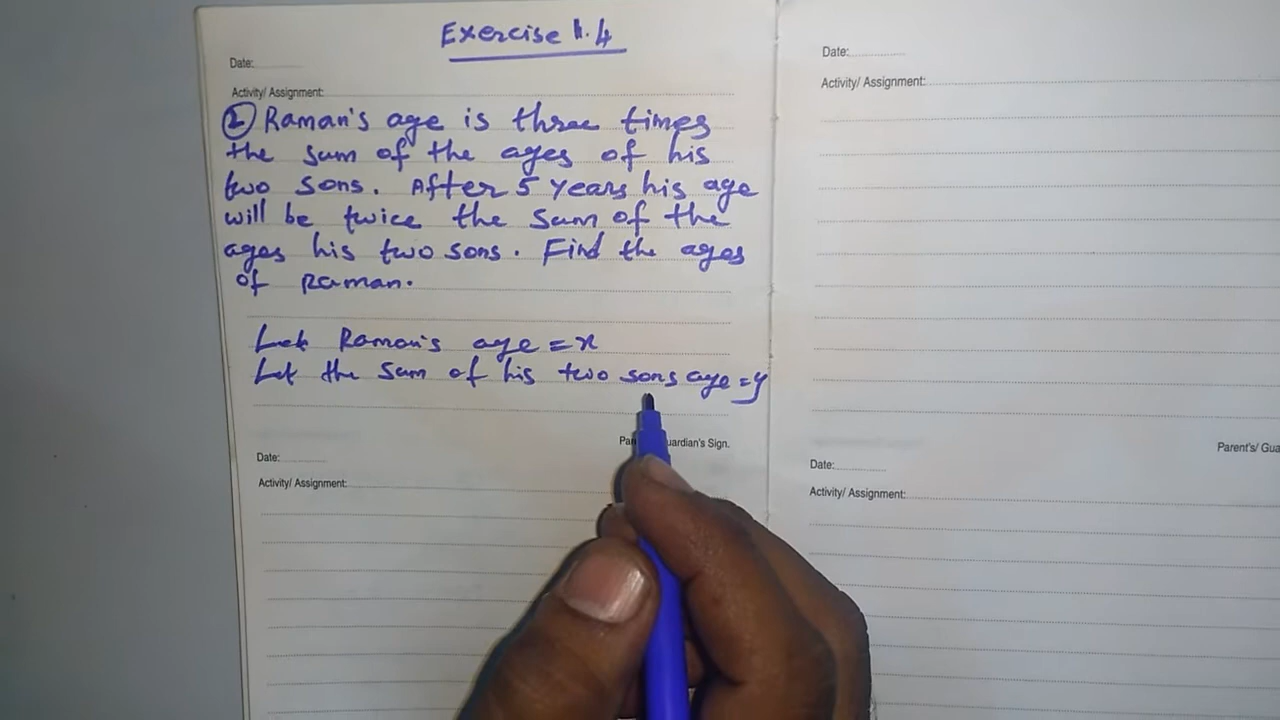 Exercise 11.4
Date:
Activity/ Assignment:
② Raman's age is three times
the sum of the ages of his
two sons. After 5 years his age
will be twice the sum of the
ages his two sons. Find the ages
of Raman.
Let Raman's age = x
Let the sum of his two sons age = y
Guardian's Sign.
Date:
Activity/ Assignment:
Date:
Activity/ Assignment:
Parent's/ Gua
Date:
Activity/ Assignment: